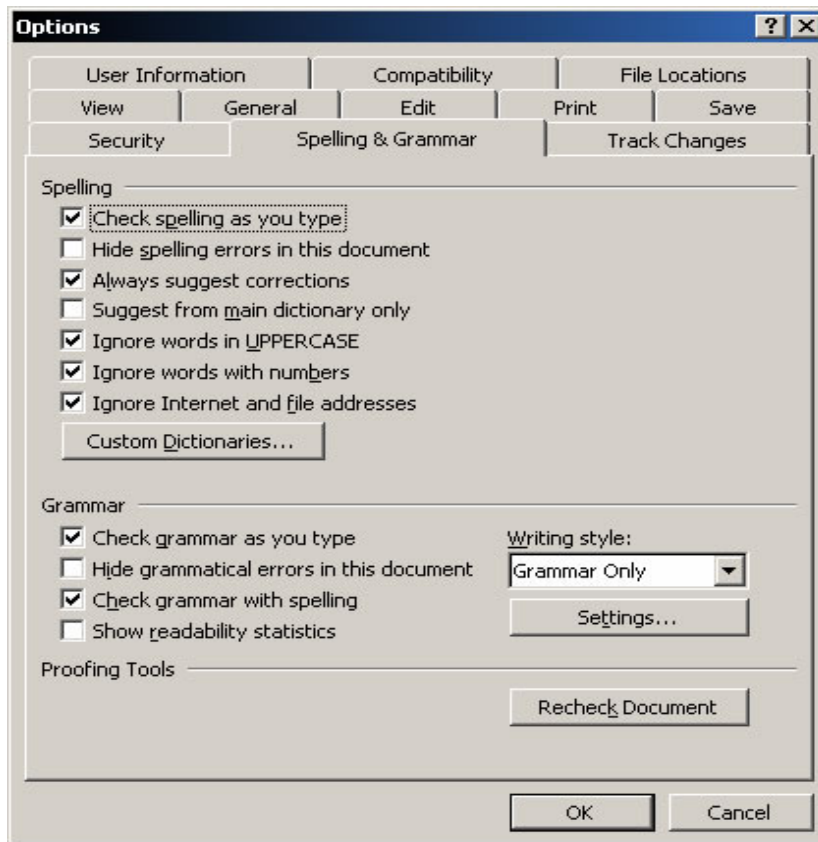 Options
User Information Compatibility File Locations
View General Edit Print Save
Security Spelling & Grammar Track Changes
Spelling
Check spelling as you type
Hide spelling errors in this document
Always suggest corrections
Suggest from main dictionary only
Ignore words in UPPERCASE
Ignore words with numbers
Ignore Internet and file addresses
Custom Dictionaries...
Grammar
Check grammar as you type Writing style:
Hide grammatical errors in this document Grammar Only
Check grammar with spelling
Show readability statistics Settings...
Proofing Tools
Recheck Document
OK Cancel